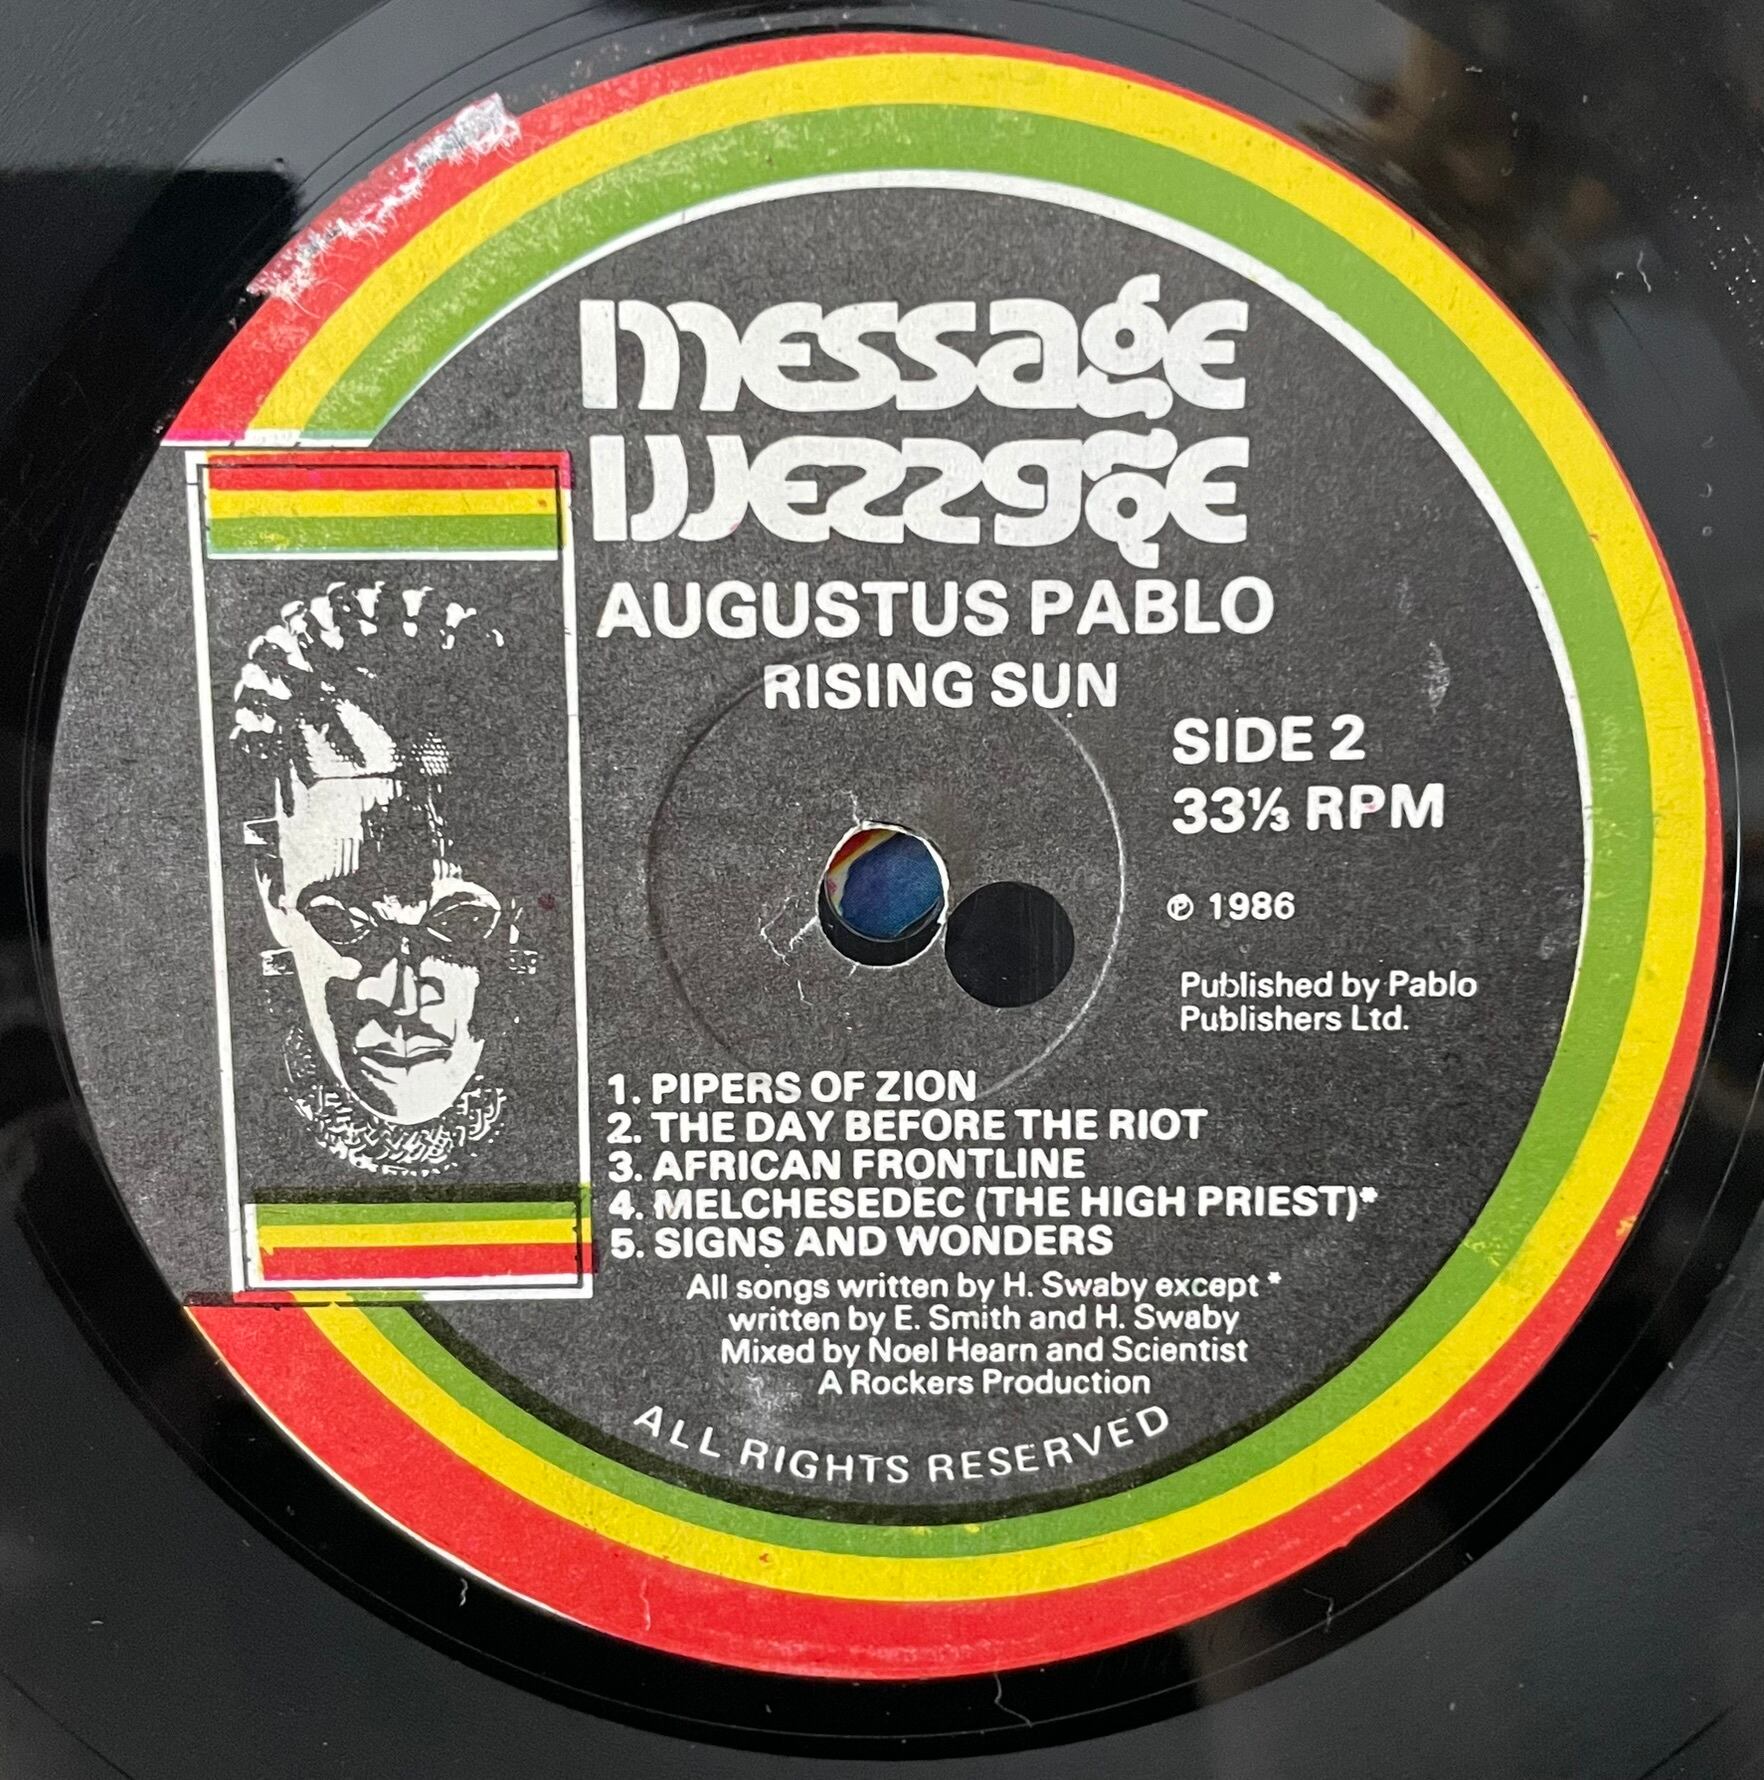 message
message
AUGUSTUS PABLO
RISING SUN
SIDE 2
33⅓ RPM
℗ 1986
Published by Pablo
Publishers Ltd.
1. PIPERS OF ZION
2. THE DAY BEFORE THE RIOT
3. AFRICAN FRONTLINE
4. MELCHESEDEC (THE HIGH PRIEST)*
5. SIGNS AND WONDERS
All songs written by H. Swaby except *
written by E. Smith and H. Swaby
Mixed by Noel Hearn and Scientist
A Rockers Production
ALL RIGHTS RESERVED